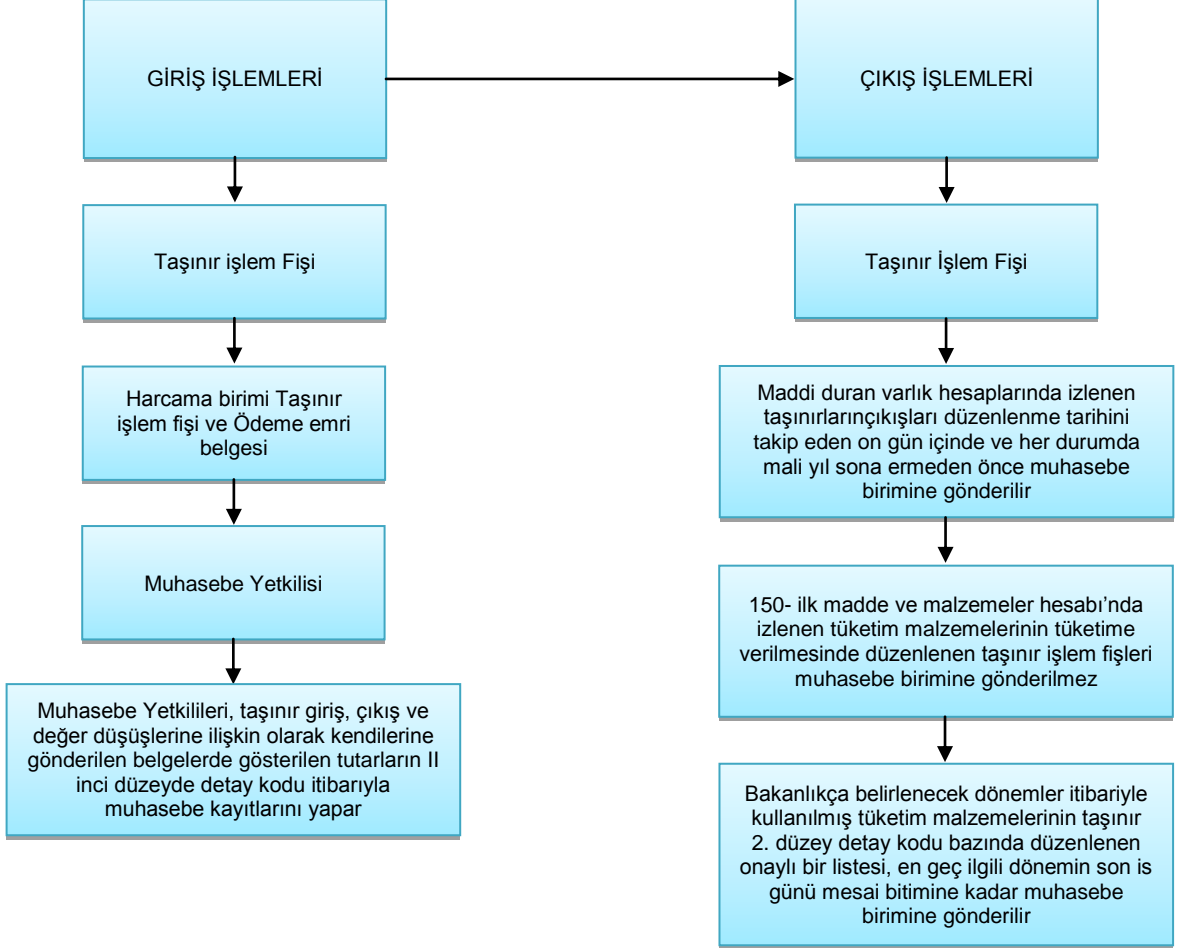 GİRİŞ İŞLEMLERİ
Taşınır işlem Fişi
Harcama birimi Taşınır
işlem fişi ve Ödeme emri
belgesi
Muhasebe Yetkilisi
Muhasebe Yetkilileri, taşınır giriş, çıkış ve
değer düşüşlerine ilişkin olarak kendilerine
gönderilen belgelerde gösterilen tutarların II
inci düzeyde detay kodu itibarıyla
muhasebe kayıtlarını yapar
ÇIKIŞ İŞLEMLERİ
Taşınır İşlem Fişi
Maddi duran varlık hesaplarında izlenen
taşınırlarınçıkışları düzenlenme tarihini
takip eden on gün içinde ve her durumda
mali yıl sona ermeden önce muhasebe
birimine gönderilir
150- ilk madde ve malzemeler hesabı’nda
izlenen tüketim malzemelerinin tüketime
verilmesinde düzenlenen taşınır işlem fişleri
muhasebe birimine gönderilmez
Bakanlıkça belirlenecek dönemler itibariyle
kullanılmış tüketim malzemelerinin taşınır
2. düzey detay kodu bazında düzenlenen
onaylı bir listesi, en geç ilgili dönemin son is
günü mesai bitimine kadar muhasebe
birimine gönderilir